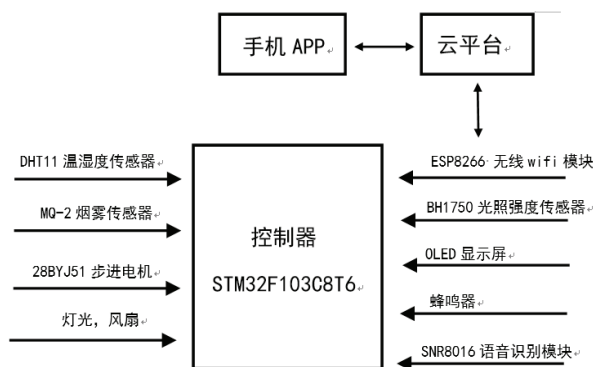 手机 APP
云平台
DHT11 温湿度传感器
MQ-2 烟雾传感器
28BYJ51 步进电机
灯光，风扇
控制器
STM32F103C8T6
ESP8266 无线 wifi 模块
BH1750 光照强度传感器
OLED 显示屏
蜂鸣器
SNR8016 语音识别模块